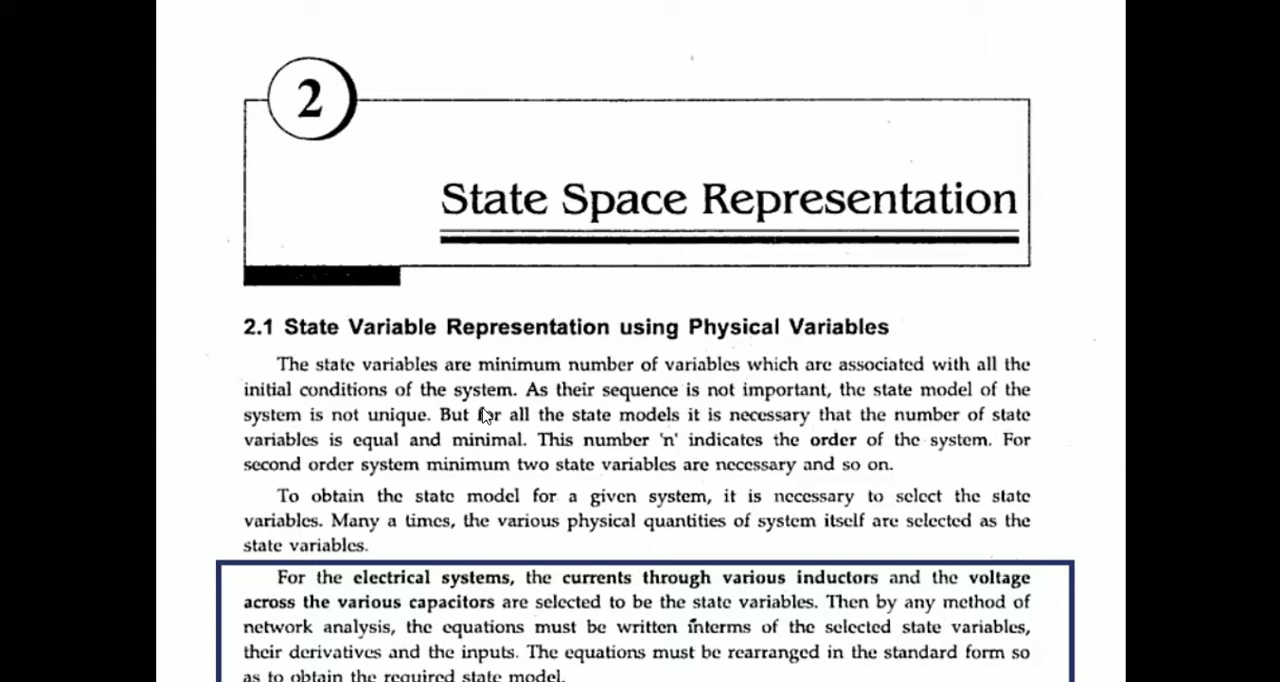 2
State Space Representation
2.1 State Variable Representation using Physical Variables
The state variables are minimum number of variables which are associated with all the
initial conditions of the system. As their sequence is not important, the state model of the
system is not unique. But for all the state models it is necessary that the number of state
variables is equal and minimal. This number 'n' indicates the order of the system. For
second order system minimum two state variables are necessary and so on.
To obtain the state model for a given system, it is necessary to select the state
variables. Many a times, the various physical quantities of system itself are selected as the
state variables.
For the electrical systems, the currents through various inductors and the voltage
across the various capacitors are selected to be the state variables. Then by any method of
network analysis, the equations must be written interms of the selected state variables,
their derivatives and the inputs. The equations must be rearranged in the standard form so
as to obtain the required state model.